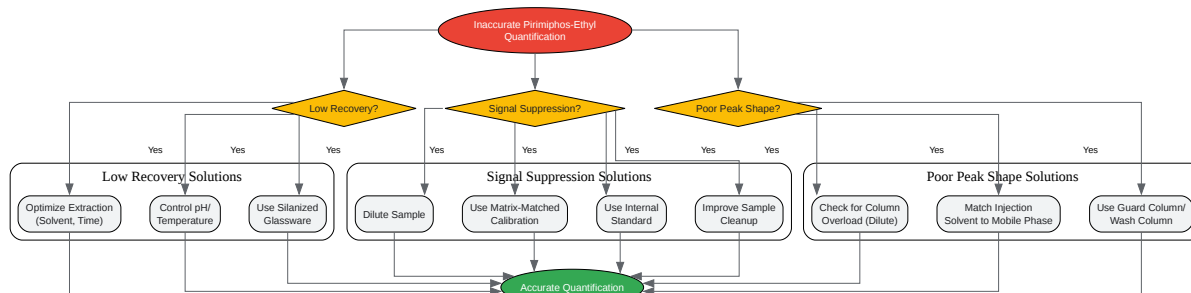 Inaccurate Pirimiphos-Ethyl
Quantification
Low Recovery?
Signal Suppression?
Poor Peak Shape?
Yes
Yes
Yes
Yes
Yes
Yes
Yes
Yes
Yes
Yes
Low Recovery Solutions
Signal Suppression Solutions
Poor Peak Shape Solutions
Optimize Extraction
(Solvent, Time)
Control pH/
Temperature
Use Silanized
Glassware
Dilute Sample
Use Matrix-Matched
Calibration
Use Internal
Standard
Improve Sample
Cleanup
Check for Column
Overload (Dilute)
Match Injection
Solvent to Mobile Phase
Use Guard Column/
Wash Column
Accurate Quantification